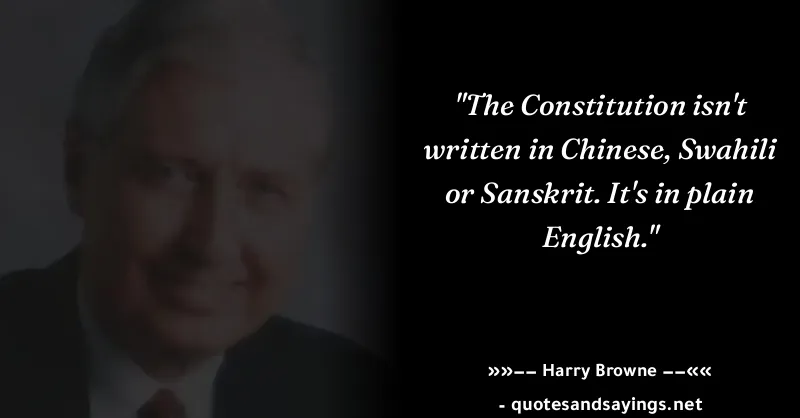 "The Constitution isn't
written in Chinese, Swahili
or Sanskrit. It's in plain
English."
»»−− Harry Browne −−««
- quotesandsayings.net